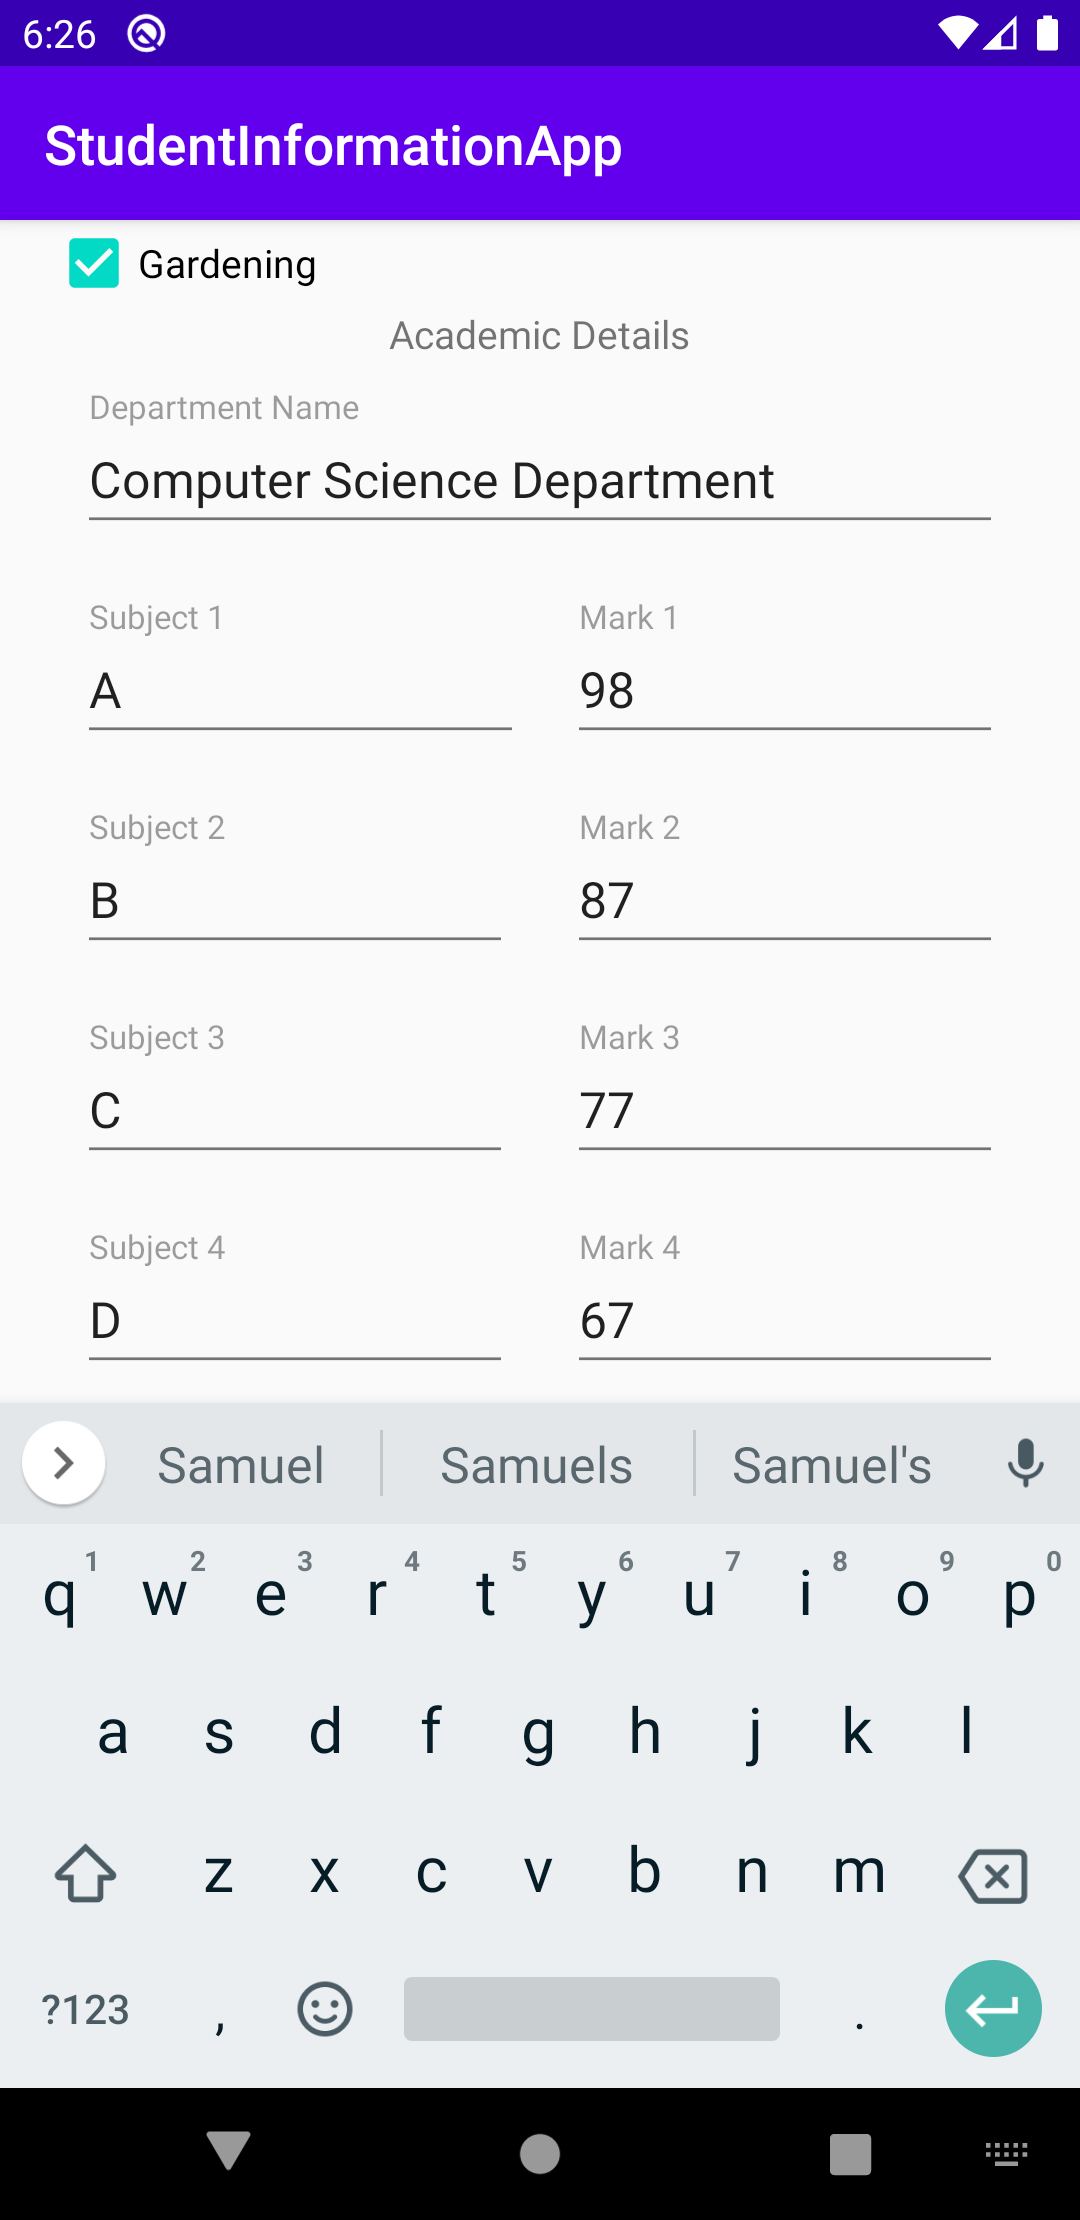 6:26
StudentInformationApp
Gardening
Academic Details
Department Name
Computer Science Department
Subject 1 Mark 1
A 98
Subject 2 Mark 2
B 87
Subject 3 Mark 3
C 77
Subject 4 Mark 4
D 67
Samuel Samuels Samuel's
1 2 3 4 5 6 7 8 9 0
q w e r t y u i o p
a s d f g h j k l
z x c v b n m
?123 , .